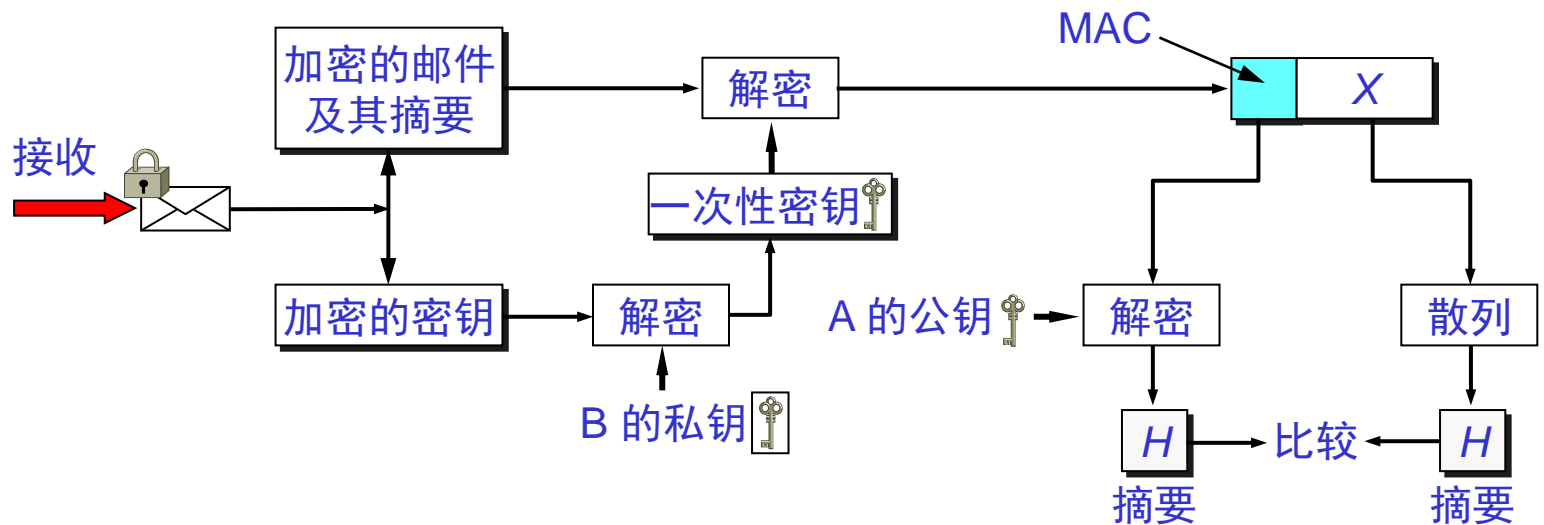 MAC
加密的邮件
及其摘要
解密
X
接收
一次性密钥
加密的密钥
解密
A 的公钥
解密
散列
B 的私钥
H
比较
H
摘要
摘要